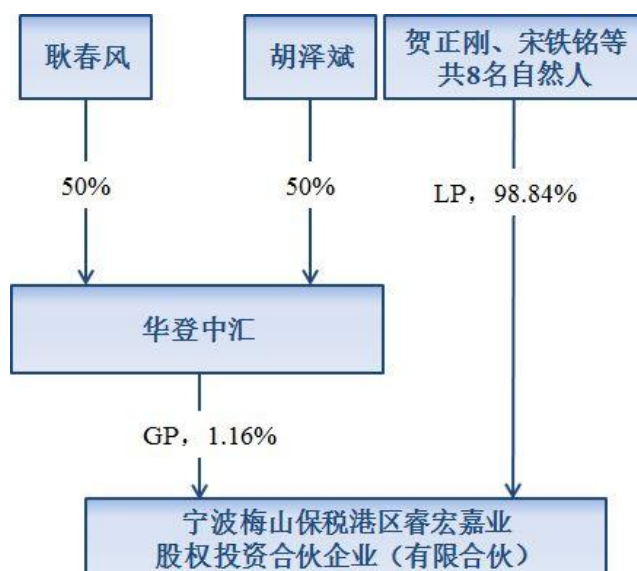 耿春风
胡泽斌
贺正刚、宋铁铭等
共8名自然人
50%
50%
LP，98.84%
华登中汇
GP，1.16%
宁波梅山保税港区睿宏嘉业
股权投资合伙企业（有限合伙）